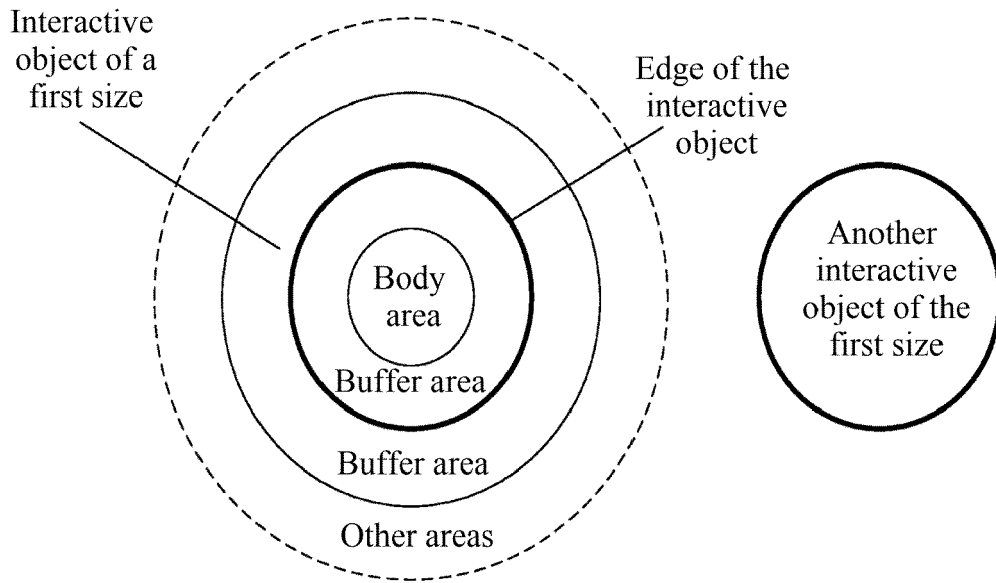 Interactive
object of a
first size
Edge of the
interactive
object
Body
area
Buffer area
Buffer area
Other areas
Another
interactive
object of the
first size